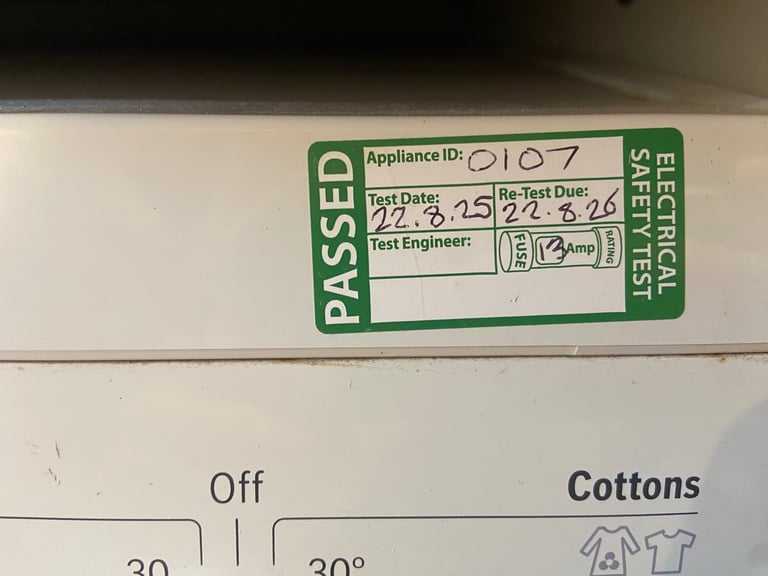 PASSED
Appliance ID: 0107
Test Date: 22.8.25
Re-Test Due: 22.8.26
Test Engineer:
FUSE 13 Amp RATING
ELECTRICAL
SAFETY TEST
Off
Cottons
30
30°